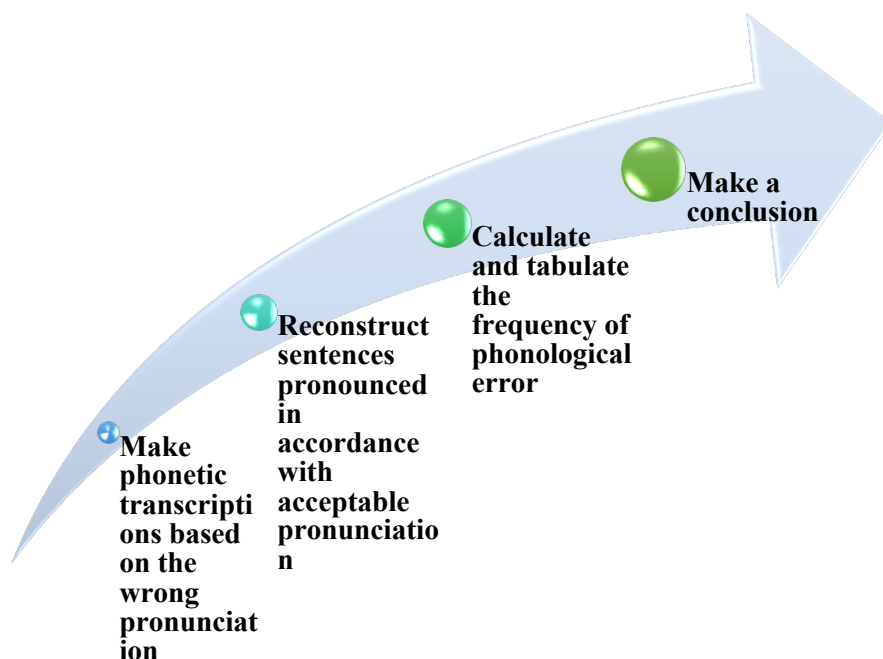 Make
phonetic
transcripti
ons based
on the
wrong
pronunciat
ion
Reconstruct
sentences
pronounced
in
accordance
with
acceptable
pronunciatio
n
Calculate
and tabulate
the
frequency of
phonological
error
Make a
conclusion